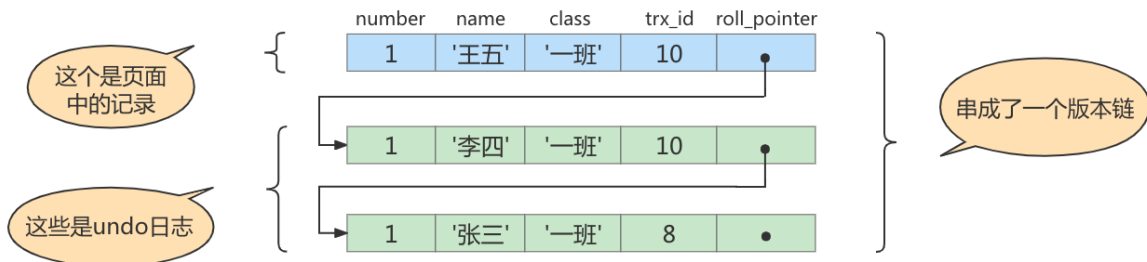 number name class trx_id roll_pointer
1 '王五' '一班' 10
这个是页面
中的记录
串成了一个版本链
1 '李四' '一班' 10
这些是undo日志
1 '张三' '一班' 8